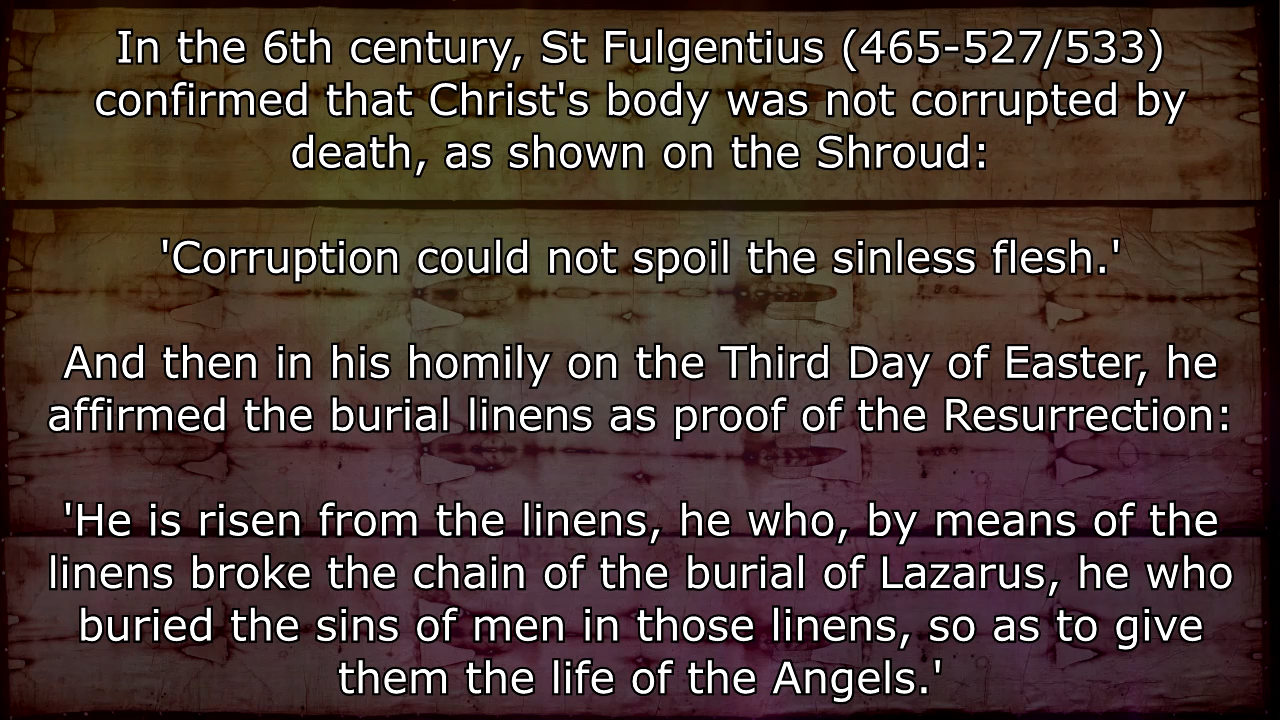 In the 6th century, St Fulgentius (465-527/533)
confirmed that Christ's body was not corrupted by
death, as shown on the Shroud:
'Corruption could not spoil the sinless flesh.'
And then in his homily on the Third Day of Easter, he
affirmed the burial linens as proof of the Resurrection:
'He is risen from the linens, he who, by means of the
linens broke the chain of the burial of Lazarus, he who
buried the sins of men in those linens, so as to give
them the life of the Angels.'